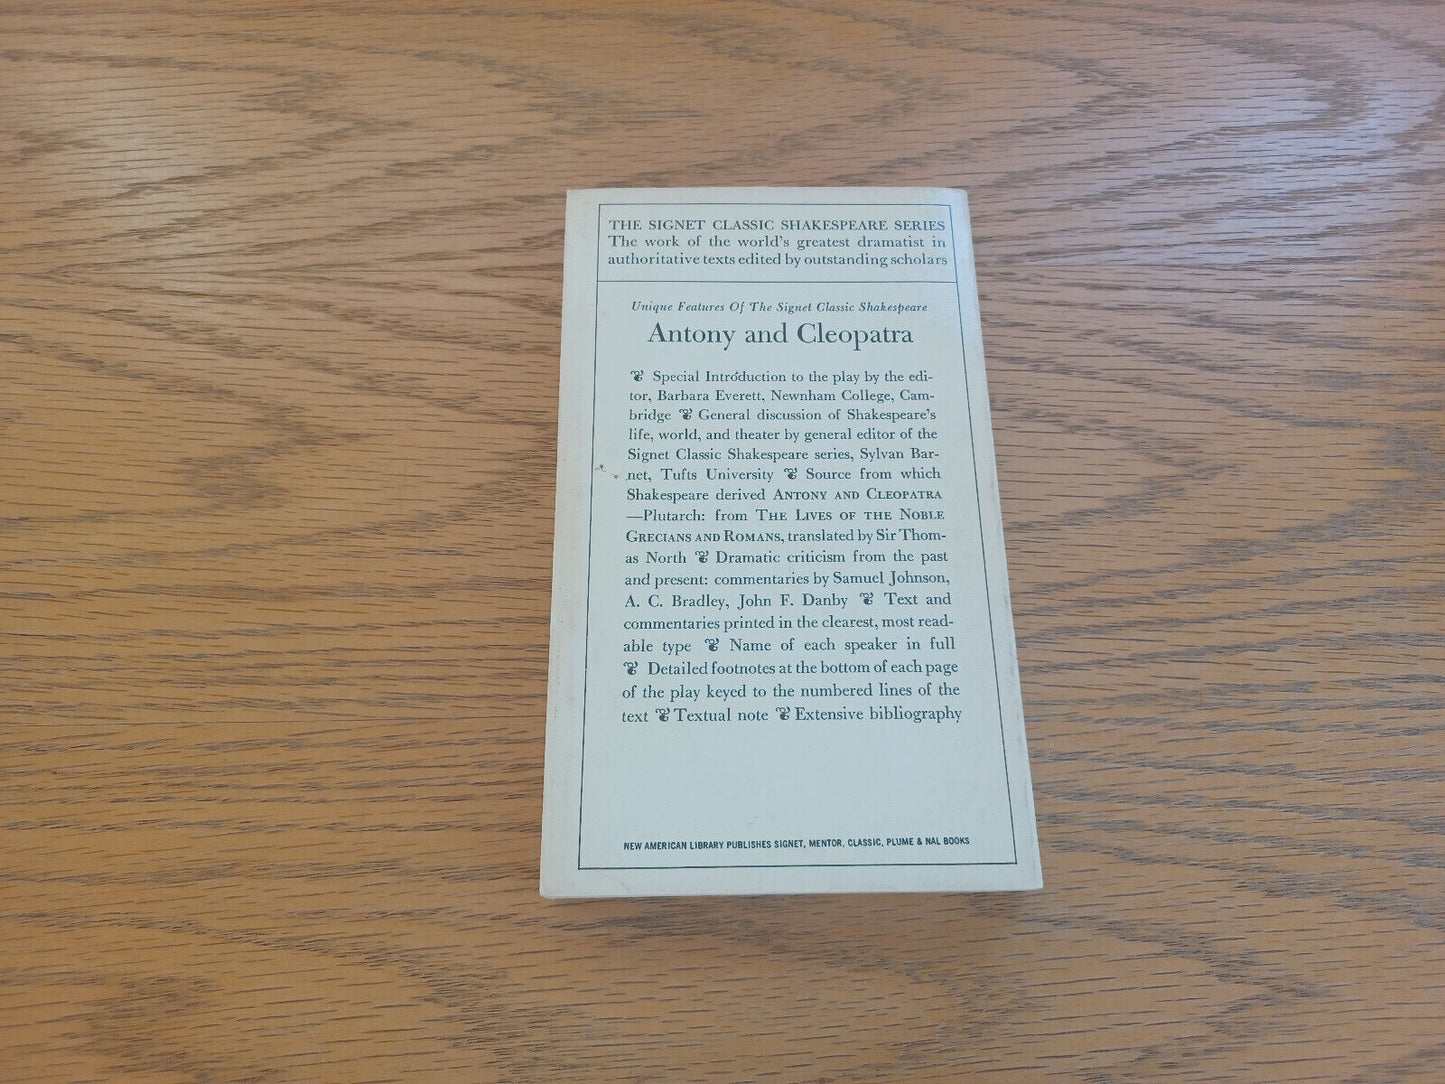 THE SIGNET CLASSIC SHAKESPEARE SERIES
The work of the world's greatest dramatist in
authoritative texts edited by outstanding scholars
Unique Features Of The Signet Classic Shakespeare
Antony and Cleopatra
❦ Special Introduction to the play by the edi-
tor, Barbara Everett, Newnham College, Cam-
bridge ❦ General discussion of Shakespeare's
life, world, and theater by general editor of the
Signet Classic Shakespeare series, Sylvan Bar-
net, Tufts University ❦ Source from which
Shakespeare derived ANTONY AND CLEOPATRA
—Plutarch: from THE LIVES OF THE NOBLE
GRECIANS AND ROMANS, translated by Sir Thom-
as North ❦ Dramatic criticism from the past
and present: commentaries by Samuel Johnson,
A. C. Bradley, John F. Danby ❦ Text and
commentaries printed in the clearest, most read-
able type ❦ Name of each speaker in full
❦ Detailed footnotes at the bottom of each page
of the play keyed to the numbered lines of the
text ❦ Textual note ❦ Extensive bibliography
NEW AMERICAN LIBRARY PUBLISHES SIGNET, MENTOR, CLASSIC, PLUME & NAL BOOKS